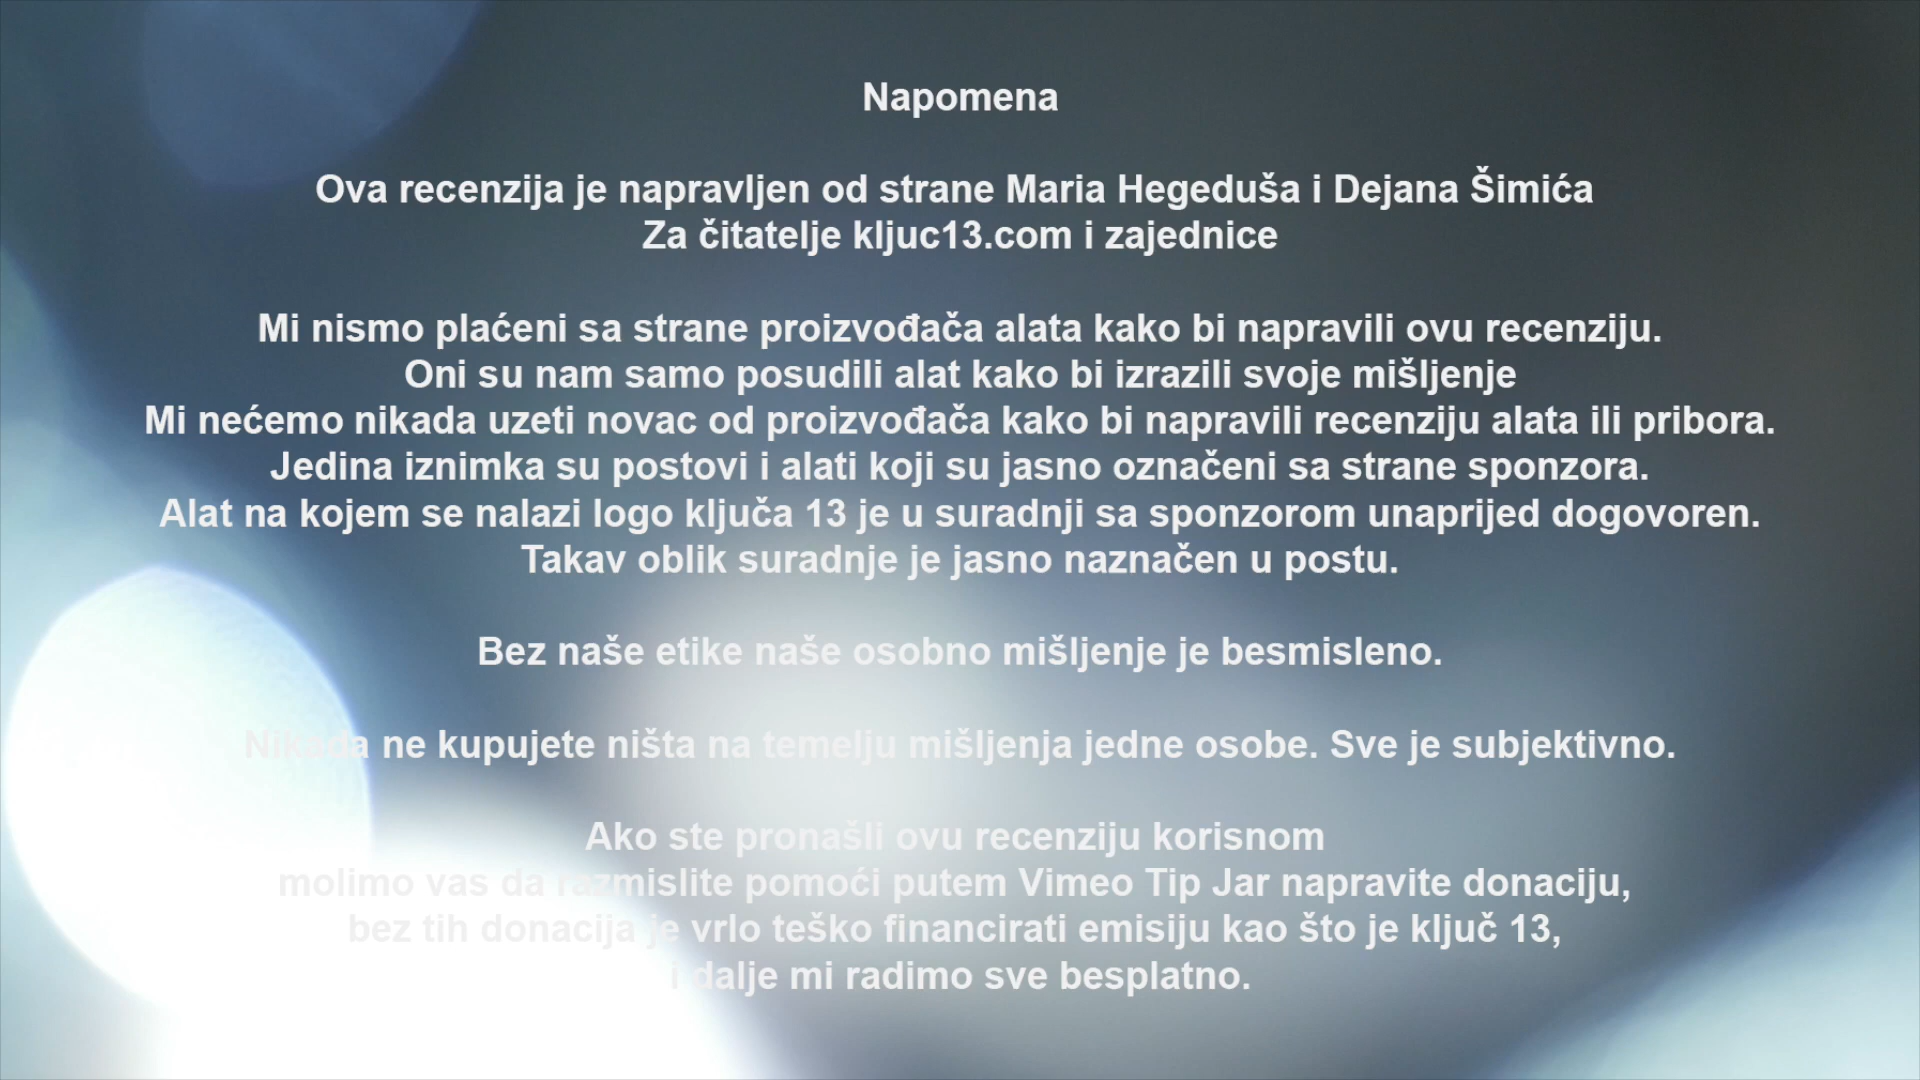 Napomena
Ova recenzija je napravljen od strane Maria Hegeduša i Dejana Šimića
Za čitatelje kljuc13.com i zajednice
Mi nismo plaćeni sa strane proizvođača alata kako bi napravili ovu recenziju.
Oni su nam samo posudili alat kako bi izrazili svoje mišljenje
Mi nećemo nikada uzeti novac od proizvođača kako bi napravili recenziju alata ili pribora.
Jedina iznimka su postovi i alati koji su jasno označeni sa strane sponzora.
Alat na kojem se nalazi logo ključa 13 je u suradnji sa sponzorom unaprijed dogovoren.
Takav oblik suradnje je jasno naznačen u postu.
Bez naše etike naše osobno mišljenje je besmisleno.
Nikada ne kupujete ništa na temelju mišljenja jedne osobe. Sve je subjektivno.
Ako ste pronašli ovu recenziju korisnom
molimo vas da razmislite pomoći putem Vimeo Tip Jar napravite donaciju,
bez tih donacija je vrlo teško financirati emisiju kao što je ključ 13,
i dalje mi radimo sve besplatno.